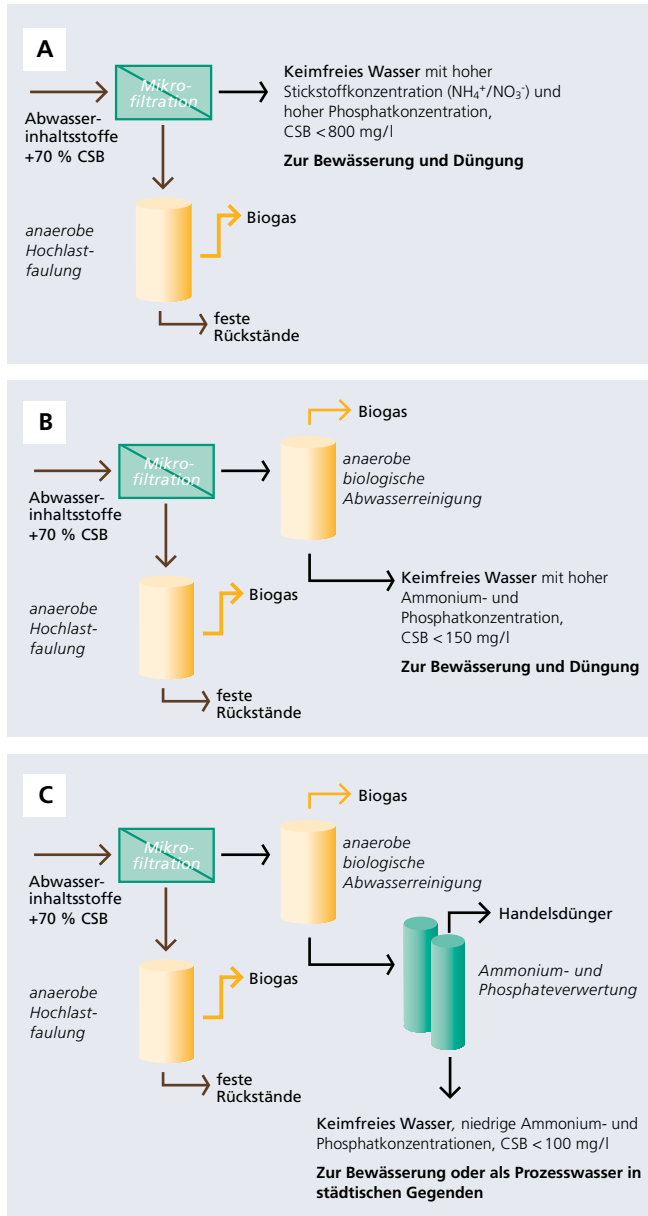 A
Mikro-
filtration
Abwasser-
inhaltsstoffe
+70 % CSB
Keimfreies Wasser mit hoher
Stickstoffkonzentration (NH₄⁺/NO₃⁻) und
hoher Phosphatkonzentration,
CSB < 800 mg/l
Zur Bewässerung und Düngung
anaerobe
Hochlast-
faulung
Biogas
feste
Rückstände
B
Biogas
Mikro-
filtration
anaerobe
biologische
Abwasserreinigung
Abwasser-
inhaltsstoffe
+70 % CSB
Keimfreies Wasser mit hoher
Ammonium- und
Phosphatkonzentration,
CSB < 150 mg/l
Zur Bewässerung und Düngung
anaerobe
Hochlast-
faulung
Biogas
feste
Rückstände
C
Biogas
Mikro-
filtration
anaerobe
biologische
Abwasserreinigung
Abwasser-
inhaltsstoffe
+70 % CSB
Handelsdünger
Ammonium- und
Phosphateverwertung
anaerobe
Hochlast-
faulung
Biogas
feste
Rückstände
Keimfreies Wasser, niedrige Ammonium- und
Phosphatkonzentrationen, CSB < 100 mg/l
Zur Bewässerung oder als Prozesswasser in
städtischen Gegenden